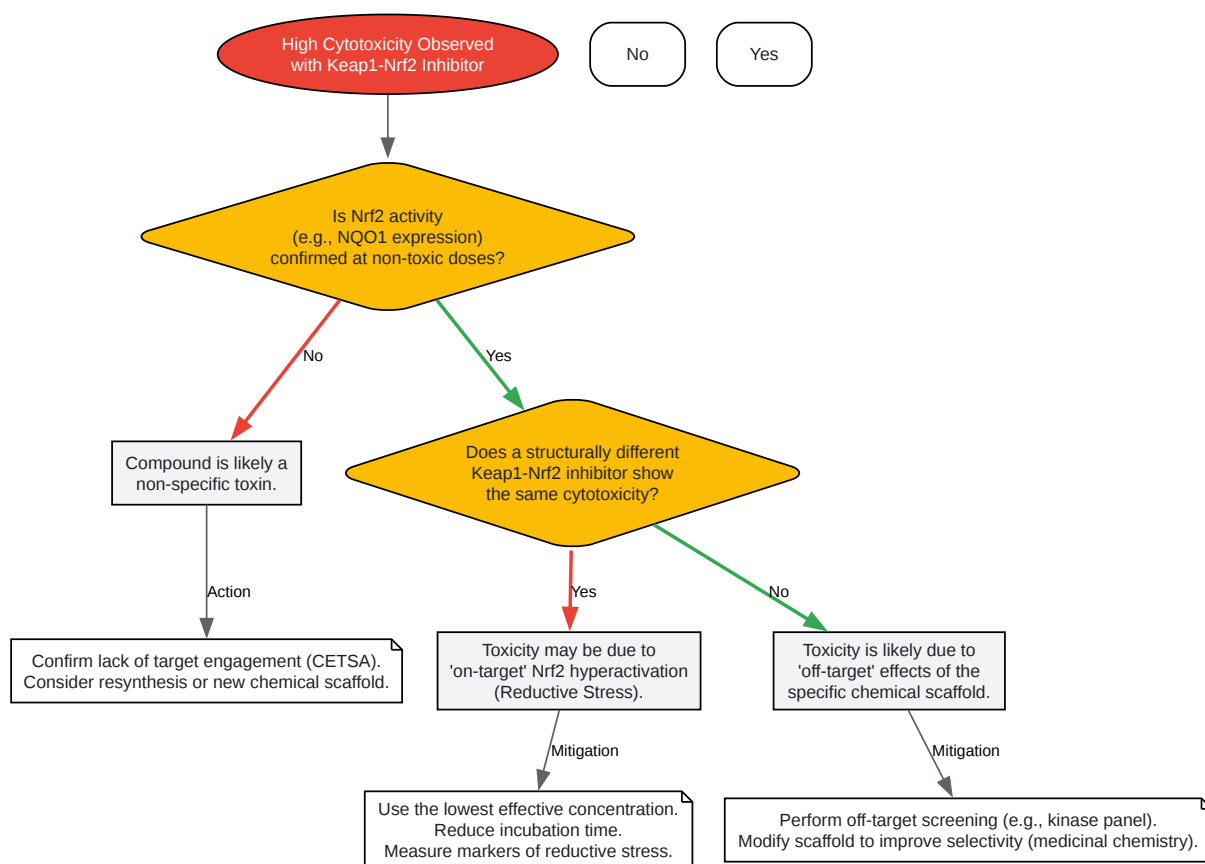 High Cytotoxicity Observed
with Keap1-Nrf2 Inhibitor
No
Yes
Is Nrf2 activity
(e.g., NQO1 expression)
confirmed at non-toxic doses?
No
Yes
Compound is likely a
non-specific toxin.
Does a structurally different
Keap1-Nrf2 inhibitor show
the same cytotoxicity?
Action
Yes
No
Confirm lack of target engagement (CETSA).
Consider resynthesis or new chemical scaffold.
Toxicity may be due to
'on-target' Nrf2 hyperactivation
(Reductive Stress).
Toxicity is likely due to
'off-target' effects of the
specific chemical scaffold.
Mitigation
Mitigation
Use the lowest effective concentration.
Reduce incubation time.
Measure markers of reductive stress.
Perform off-target screening (e.g., kinase panel).
Modify scaffold to improve selectivity (medicinal chemistry).